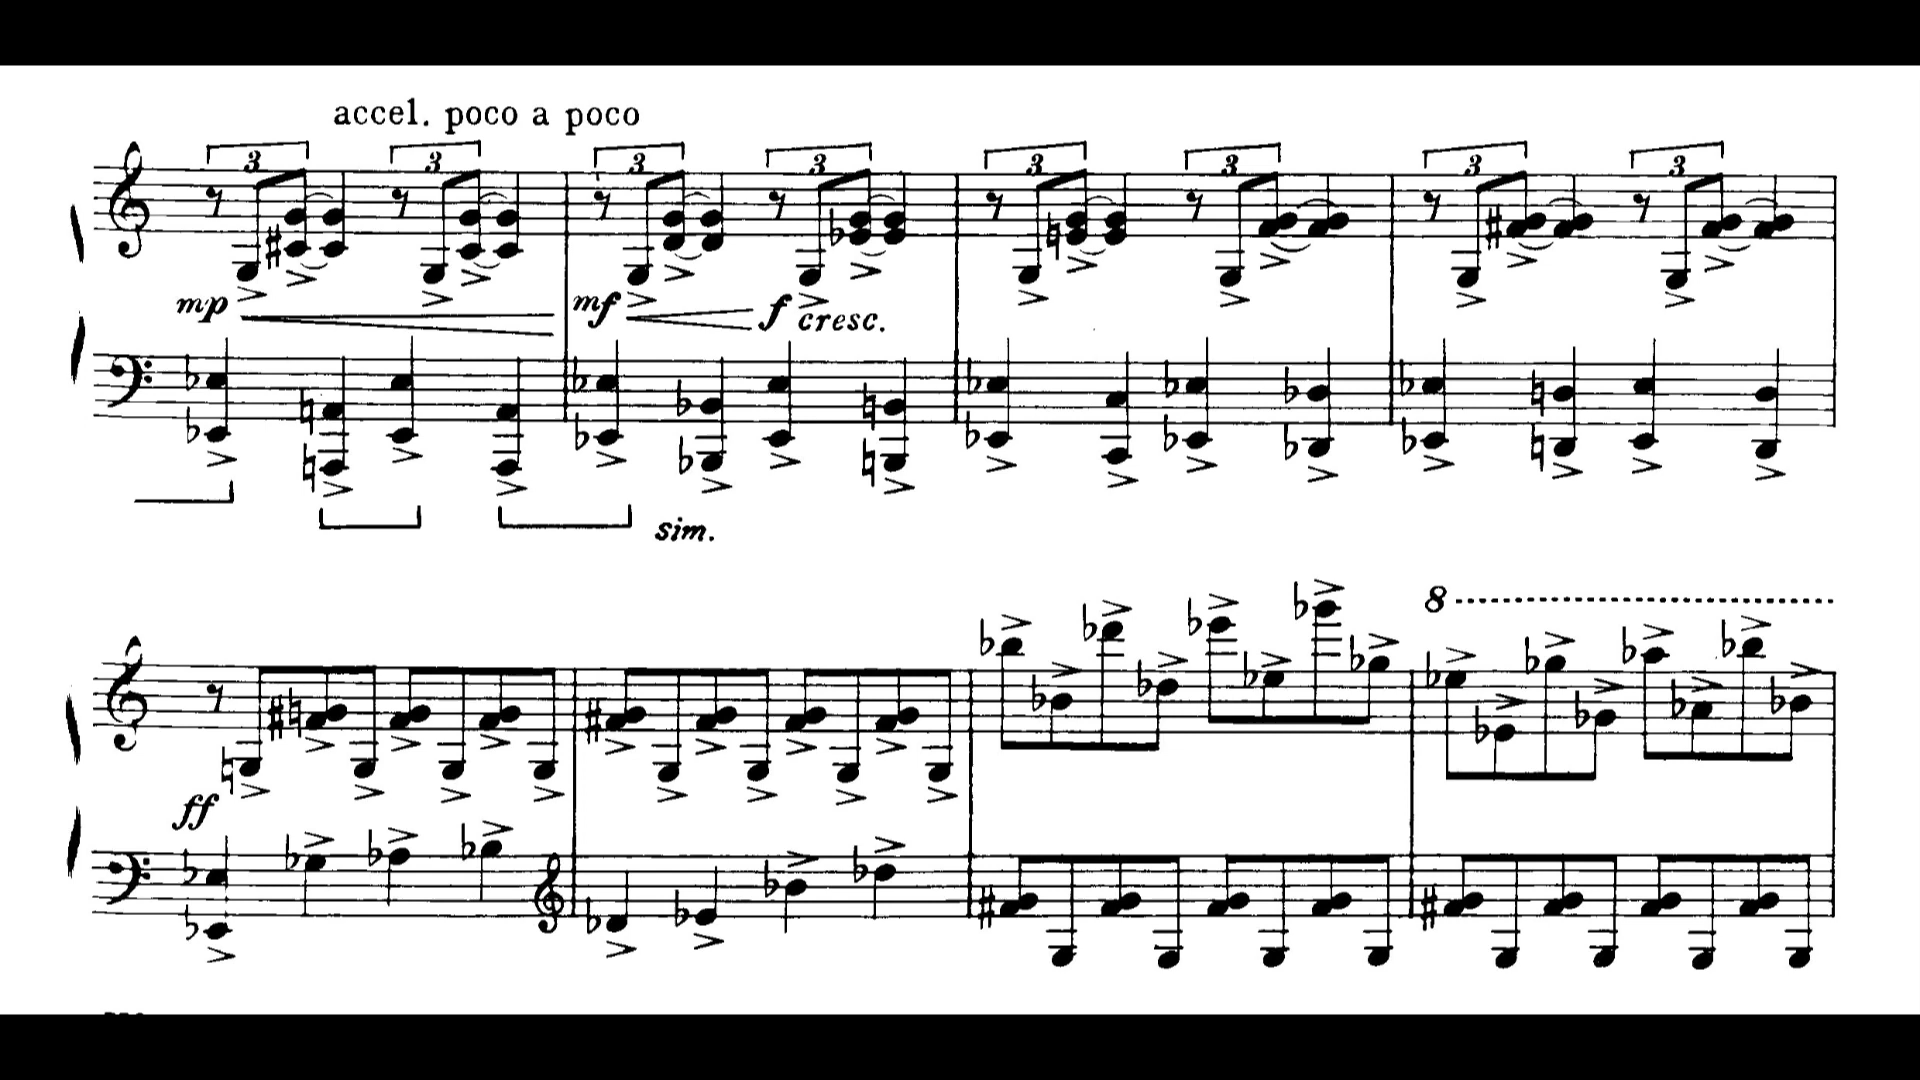 accel. poco a poco
3 3 3 3 3 3 3 3
mp mf f cresc.
sim.
8
ff